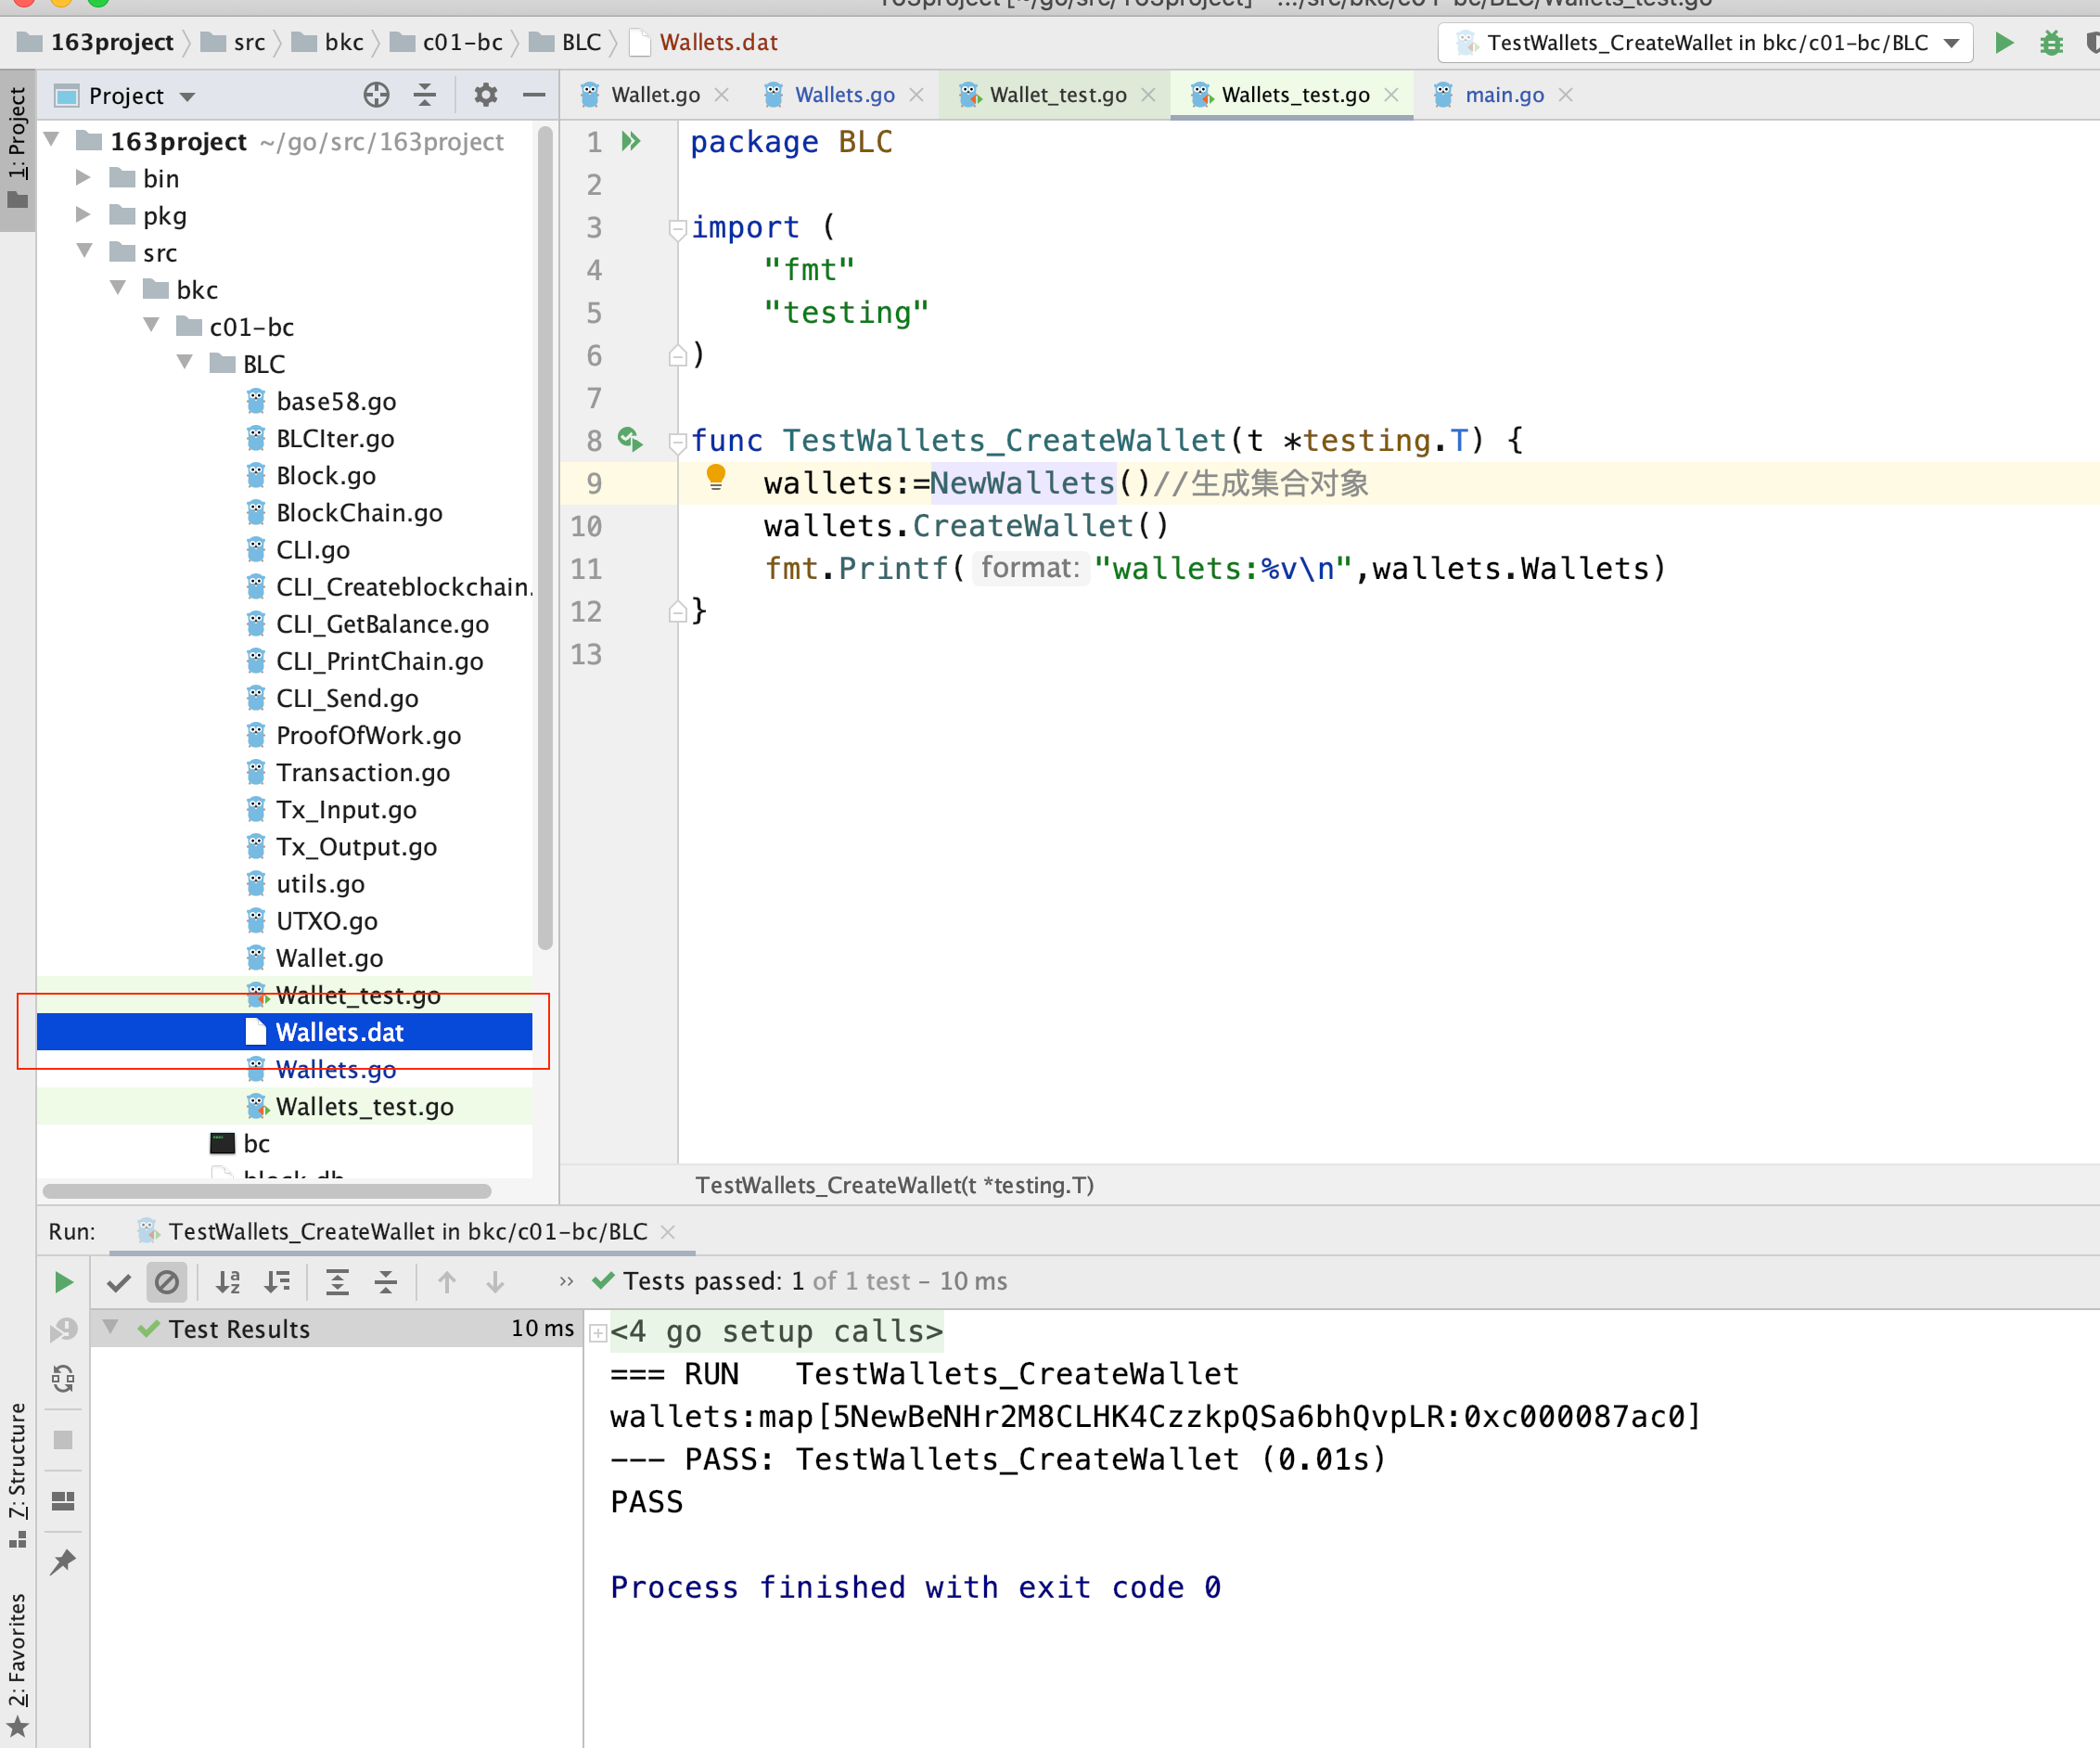 163project [~/go/src/163project] - .../src/bkc/c01-bc/BLC/Wallets_test.go
163project src bkc c01-bc BLC Wallets.dat TestWallets_CreateWallet in bkc/c01-bc/BLC
1: Project
Project
Wallet.go Wallets.go Wallet_test.go Wallets_test.go main.go
163project ~/go/src/163project
bin
pkg
src
bkc
c01-bc
BLC
base58.go
BLCIter.go
Block.go
BlockChain.go
CLI.go
CLI_Createblockchain.
CLI_GetBalance.go
CLI_PrintChain.go
CLI_Send.go
ProofOfWork.go
Transaction.go
Tx_Input.go
Tx_Output.go
utils.go
UTXO.go
Wallet.go
Wallet_test.go
Wallets.dat
Wallets.go
Wallets_test.go
bc
block.db
1 package BLC
2
3 import (
4 "fmt"
5 "testing"
6 )
7
8 func TestWallets_CreateWallet(t *testing.T) {
9 wallets:=NewWallets()//生成集合对象
10 wallets.CreateWallet()
11 fmt.Printf( format: "wallets:%v\n",wallets.Wallets)
12 }
13
TestWallets_CreateWallet(t *testing.T)
Run: TestWallets_CreateWallet in bkc/c01-bc/BLC
Tests passed: 1 of 1 test – 10 ms
Test Results 10 ms
<4 go setup calls>
=== RUN   TestWallets_CreateWallet
wallets:map[5NewBeNHr2M8CLHK4CzzkpQSa6bhQvpLR:0xc000087ac0]
--- PASS: TestWallets_CreateWallet (0.01s)
PASS
Process finished with exit code 0
7: Structure
2: Favorites